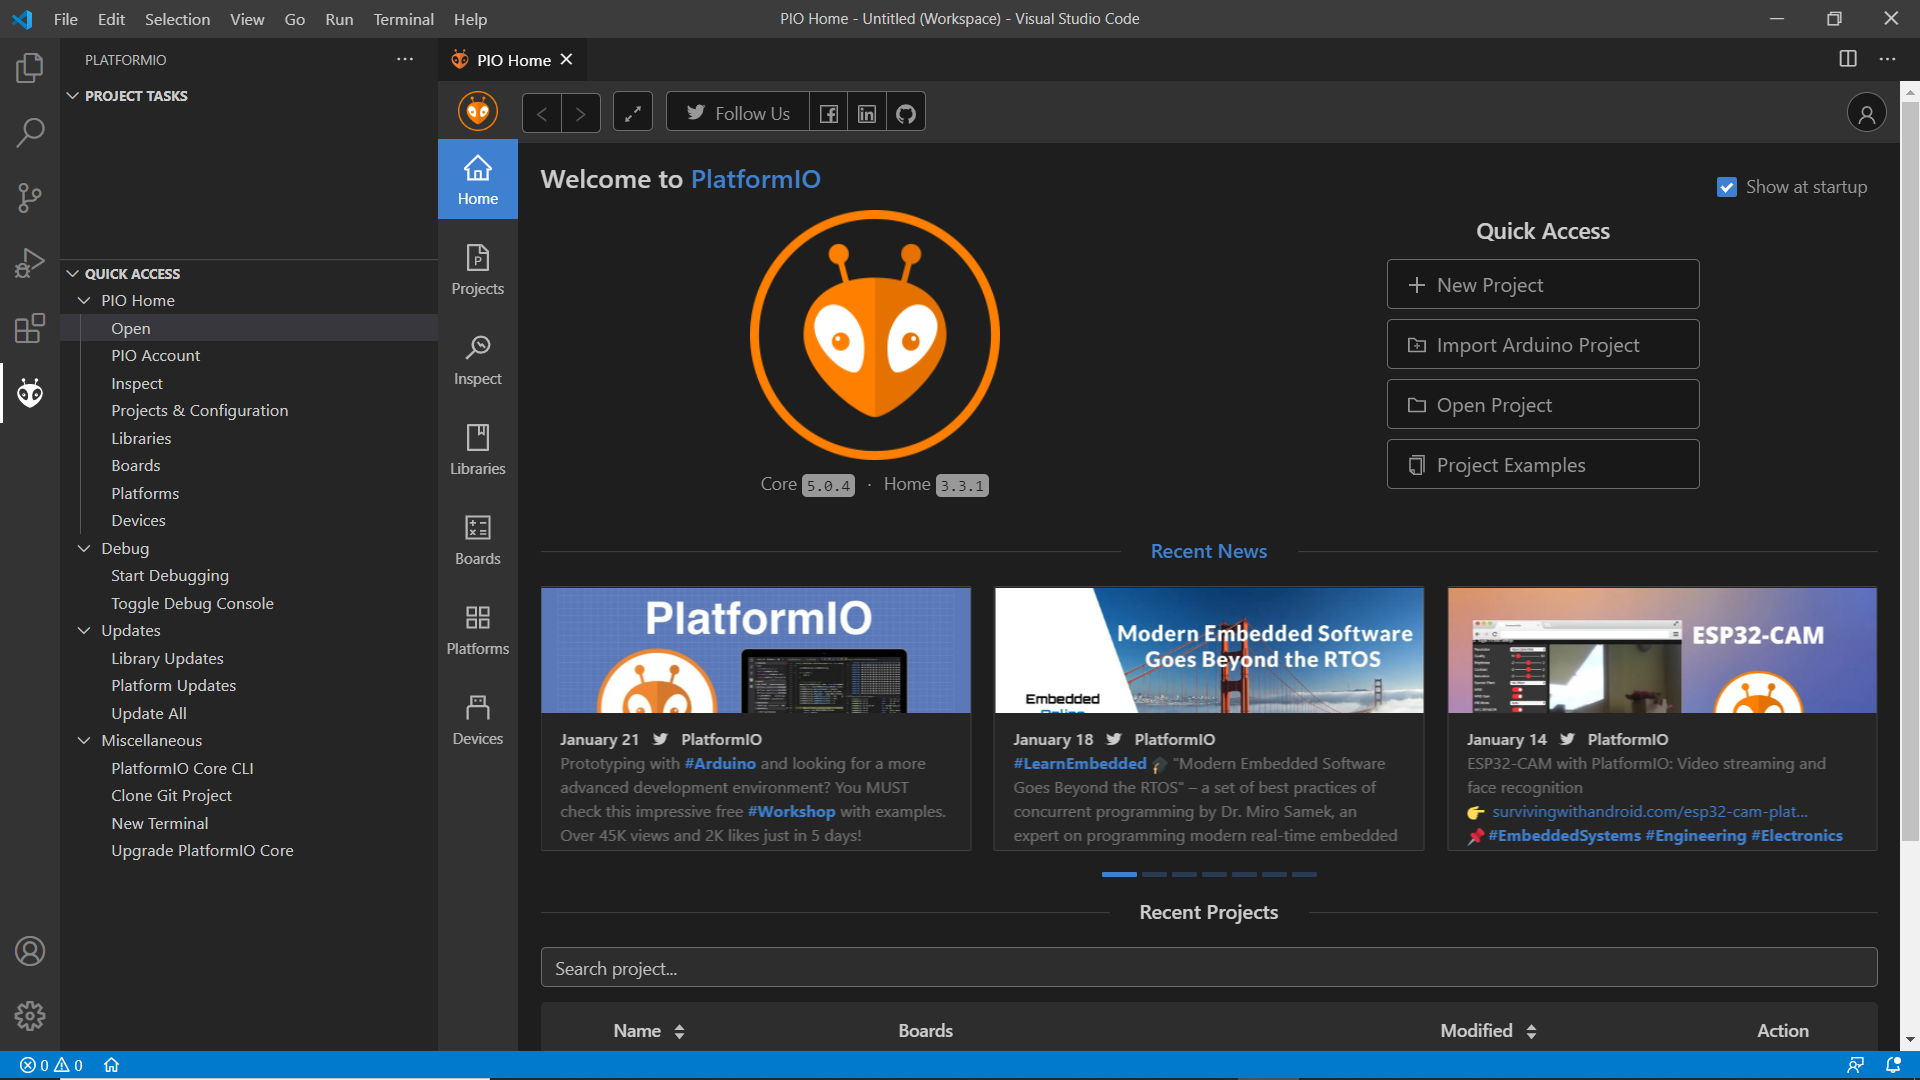 File Edit Selection View Go Run Terminal Help
PIO Home - Untitled (Workspace) - Visual Studio Code
PLATFORMIO
PROJECT TASKS
QUICK ACCESS
PIO Home
Open
PIO Account
Inspect
Projects & Configuration
Libraries
Boards
Platforms
Devices
Debug
Start Debugging
Toggle Debug Console
Updates
Library Updates
Platform Updates
Update All
Miscellaneous
PlatformIO Core CLI
Clone Git Project
New Terminal
Upgrade PlatformIO Core
PIO Home
Follow Us
Home
Projects
Inspect
Libraries
Boards
Platforms
Devices
Welcome to PlatformIO
Show at startup
Core 5.0.4 · Home 3.3.1
Quick Access
New Project
Import Arduino Project
Open Project
Project Examples
Recent News
PlatformIO
January 21 PlatformIO
Prototyping with #Arduino and looking for a more
advanced development environment? You MUST
check this impressive free #Workshop with examples.
Over 45K views and 2K likes just in 5 days!
Modern Embedded Software
Goes Beyond the RTOS
Embedded
Online
January 18 PlatformIO
#LearnEmbedded 🎓 "Modern Embedded Software
Goes Beyond the RTOS" – a set of best practices of
concurrent programming by Dr. Miro Samek, an
expert on programming modern real-time embedded
ESP32-CAM
January 14 PlatformIO
ESP32-CAM with PlatformIO: Video streaming and
face recognition
👉 survivingwithandroid.com/esp32-cam-plat...
📌 #EmbeddedSystems #Engineering #Electronics
Recent Projects
Search project...
Name Boards Modified Action
0 0